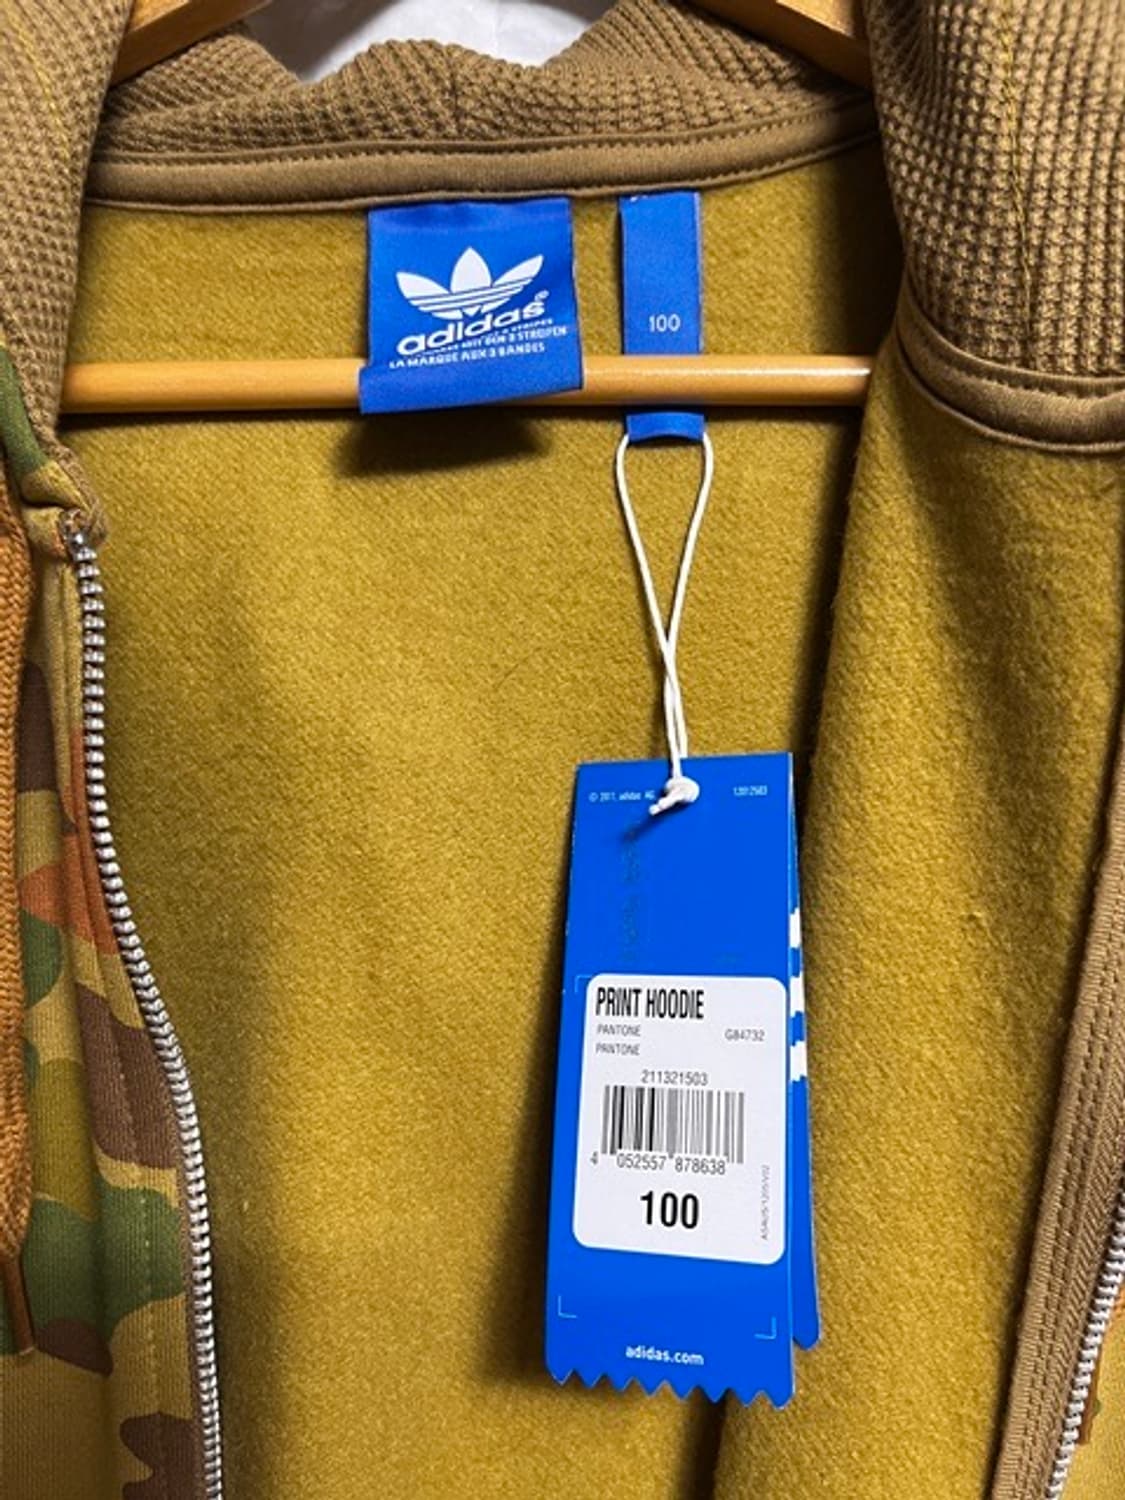 adidas®
LA MARQUE AUX 3 BANDES
100
© 2011, adidas AG
PRINT HOODIE
PANTONE
G84732
PANTONE
211321503
4 052557 878638
100
adidas.com